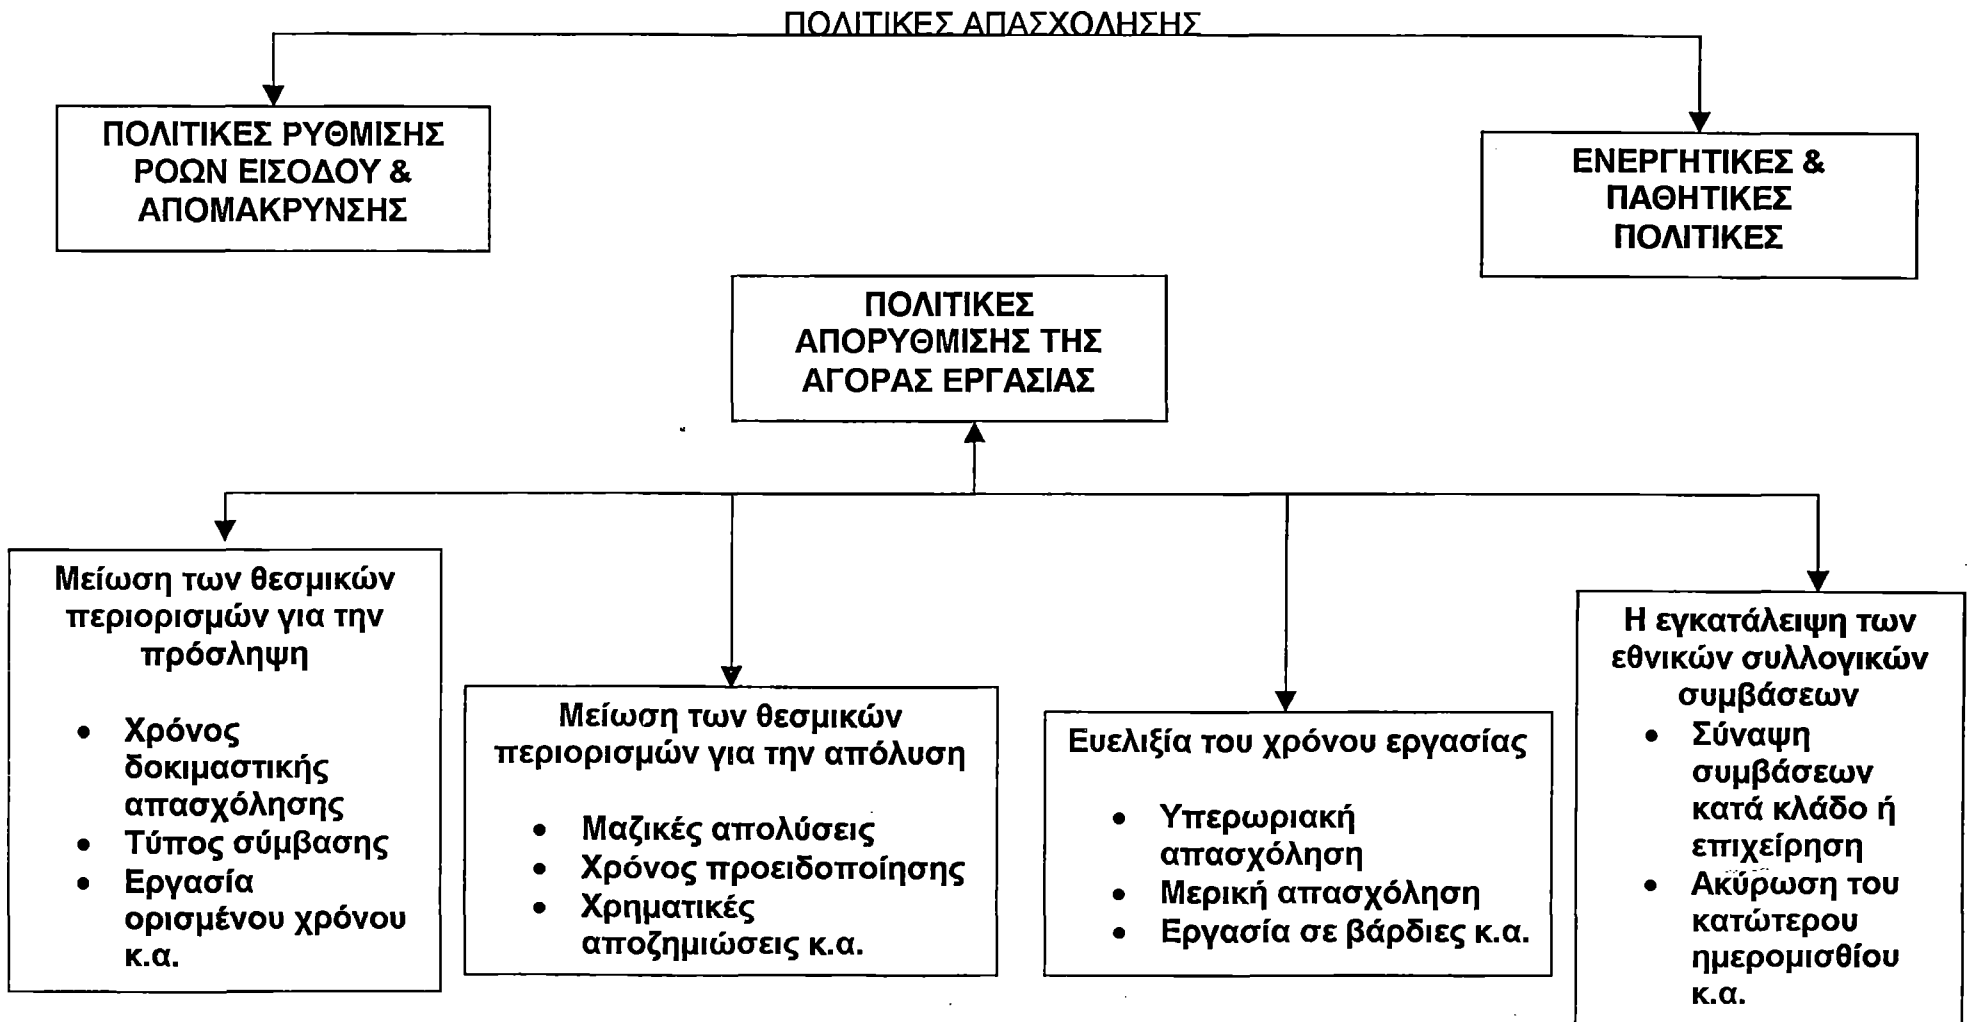 ΠΟΛΙΤΙΚΕΣ ΑΠΑΣΧΟΛΗΣΗΣ
ΠΟΛΙΤΙΚΕΣ ΡΥΘΜΙΣΗΣ
ΡΟΩΝ ΕΙΣΟΔΟΥ &
ΑΠΟΜΑΚΡΥΝΣΗΣ
ΕΝΕΡΓΗΤΙΚΕΣ &
ΠΑΘΗΤΙΚΕΣ
ΠΟΛΙΤΙΚΕΣ
ΠΟΛΙΤΙΚΕΣ
ΑΠΟΡΥΘΜΙΣΗΣ ΤΗΣ
ΑΓΟΡΑΣ ΕΡΓΑΣΙΑΣ
Μείωση των θεσμικών
περιορισμών για την
πρόσληψη
• Χρόνος
δοκιμαστικής
απασχόλησης
• Τύπος σύμβασης
• Εργασία
ορισμένου χρόνου
κ.α.
Μείωση των θεσμικών
περιορισμών για την απόλυση
• Μαζικές απολύσεις
• Χρόνος προειδοποίησης
• Χρηματικές
αποζημιώσεις κ.α.
Ευελιξία του χρόνου εργασίας
• Υπερωριακή
απασχόληση
• Μερική απασχόληση
• Εργασία σε βάρδιες κ.α.
Η εγκατάλειψη των
εθνικών συλλογικών
συμβάσεων
• Σύναψη
συμβάσεων
κατά κλάδο ή
επιχείρηση
• Ακύρωση του
κατώτερου
ημερομισθίου
κ.α.